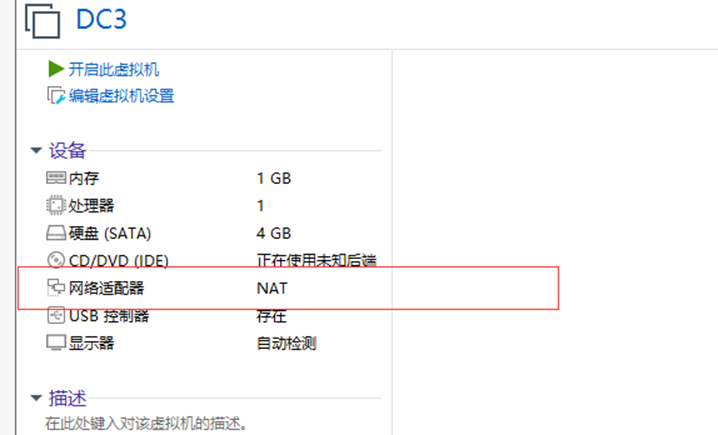 DC3
开启此虚拟机
编辑虚拟机设置
设备
内存 1 GB
处理器 1
硬盘 (SATA) 4 GB
CD/DVD (IDE) 正在使用未知后端
网络适配器 NAT
USB 控制器 存在
显示器 自动检测
描述
在此处键入对该虚拟机的描述。